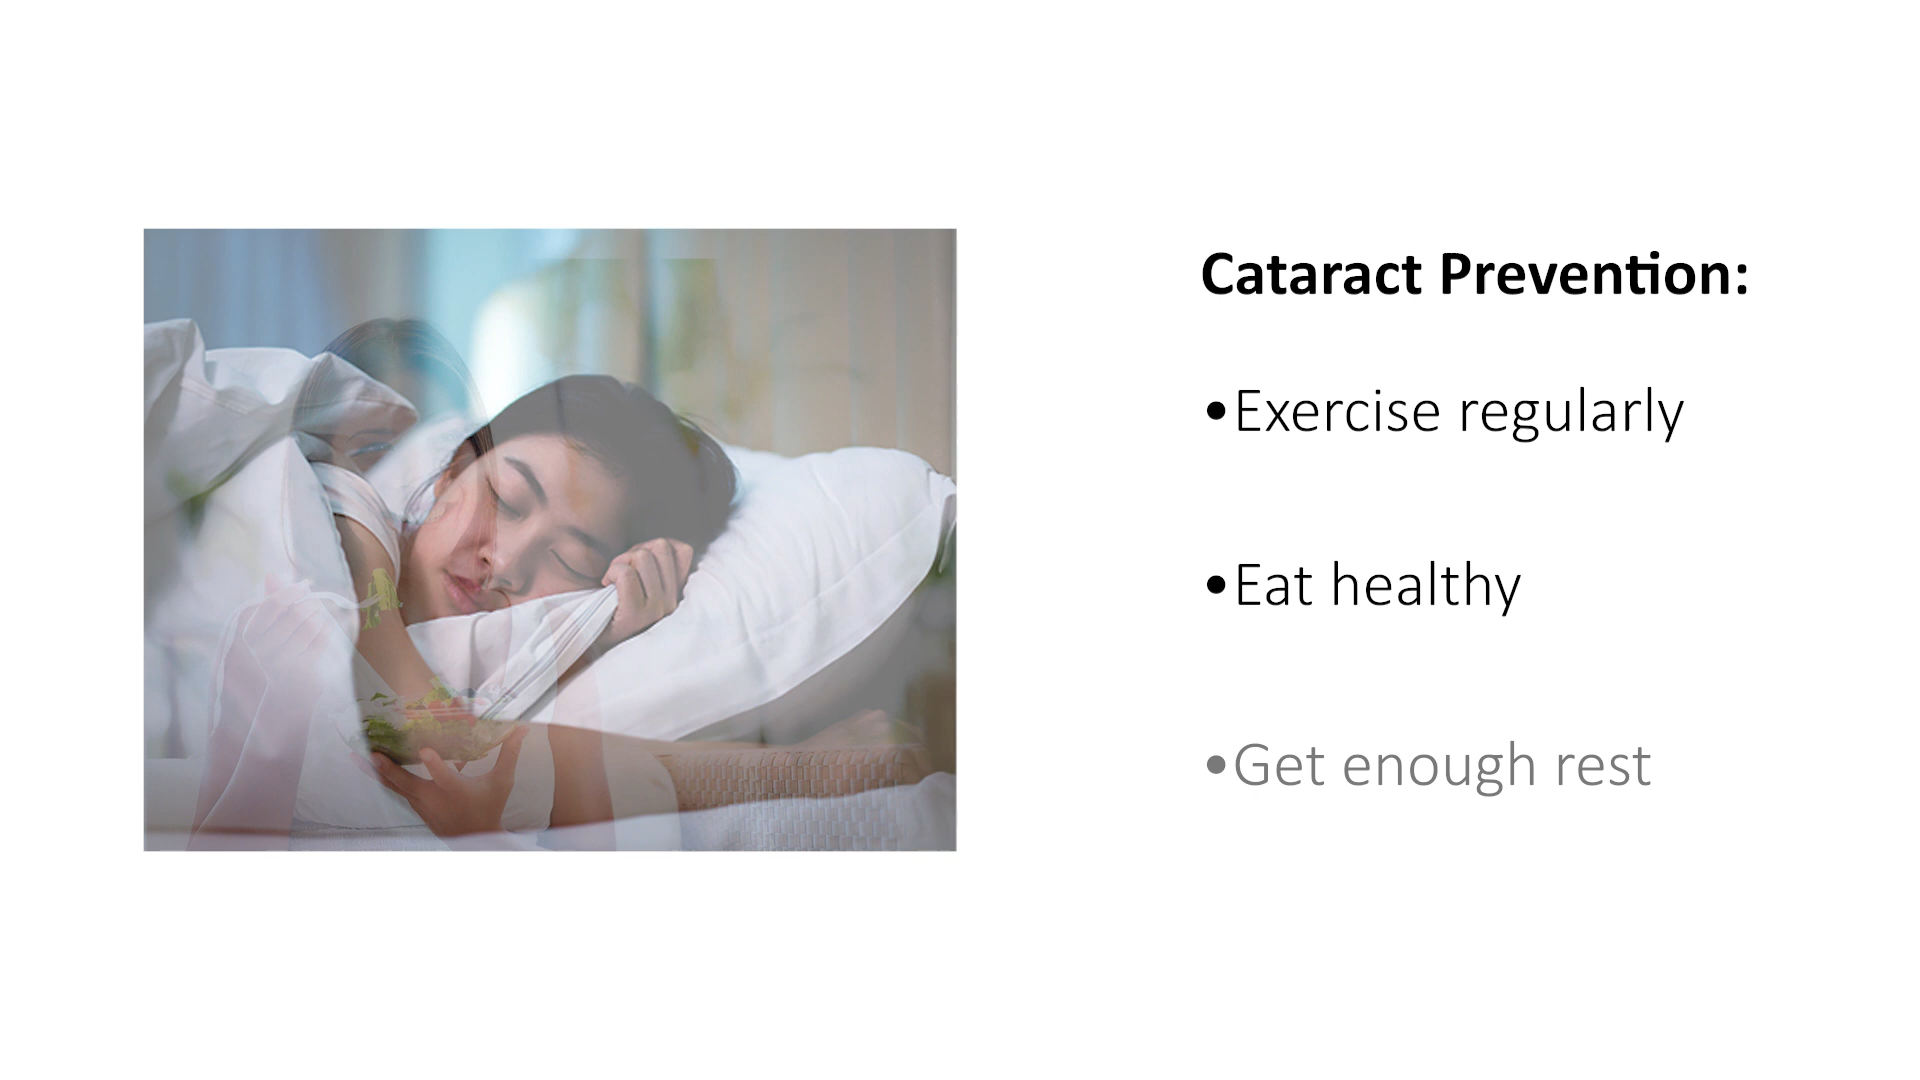 Cataract Prevention:
•Exercise regularly
•Eat healthy
•Get enough rest